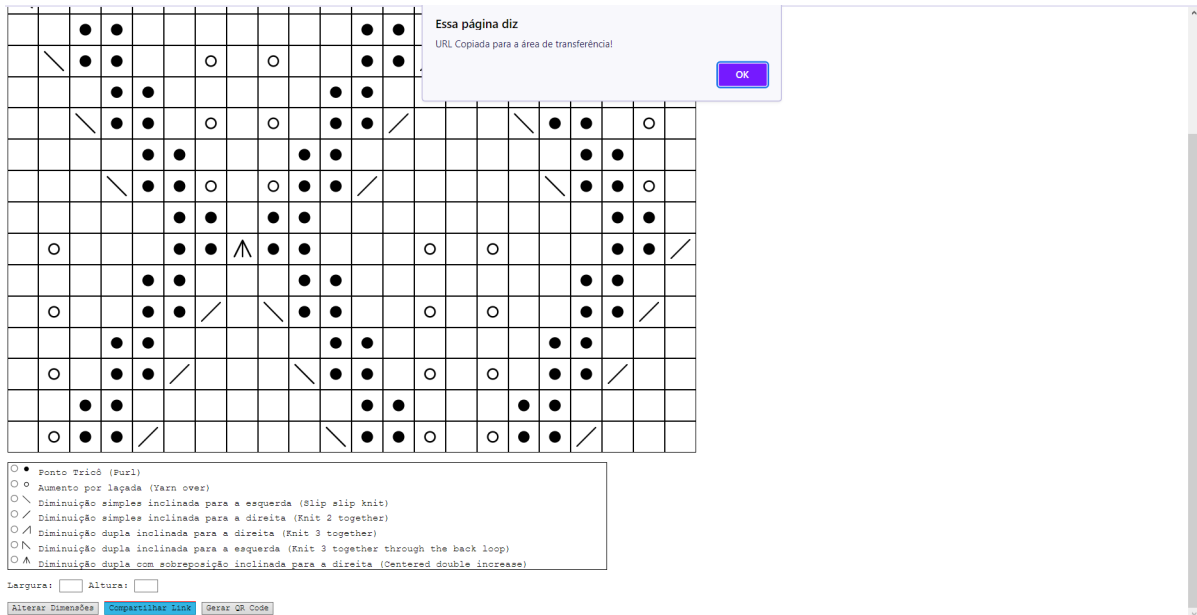 Essa página diz
URL Copiada para a área de transferência!
OK
Ponto Tricô (Purl)
Aumento por laçada (Yarn over)
Diminuição simples inclinada para a esquerda (Slip slip knit)
Diminuição simples inclinada para a direita (Knit 2 together)
Diminuição dupla inclinada para a direita (Knit 3 together)
Diminuição dupla inclinada para a esquerda (Knit 3 together through the back loop)
Diminuição dupla com sobreposição inclinada para a direita (Centered double increase)
Largura: Altura:
Alterar Dimensões Compartilhar Link Gerar QR Code